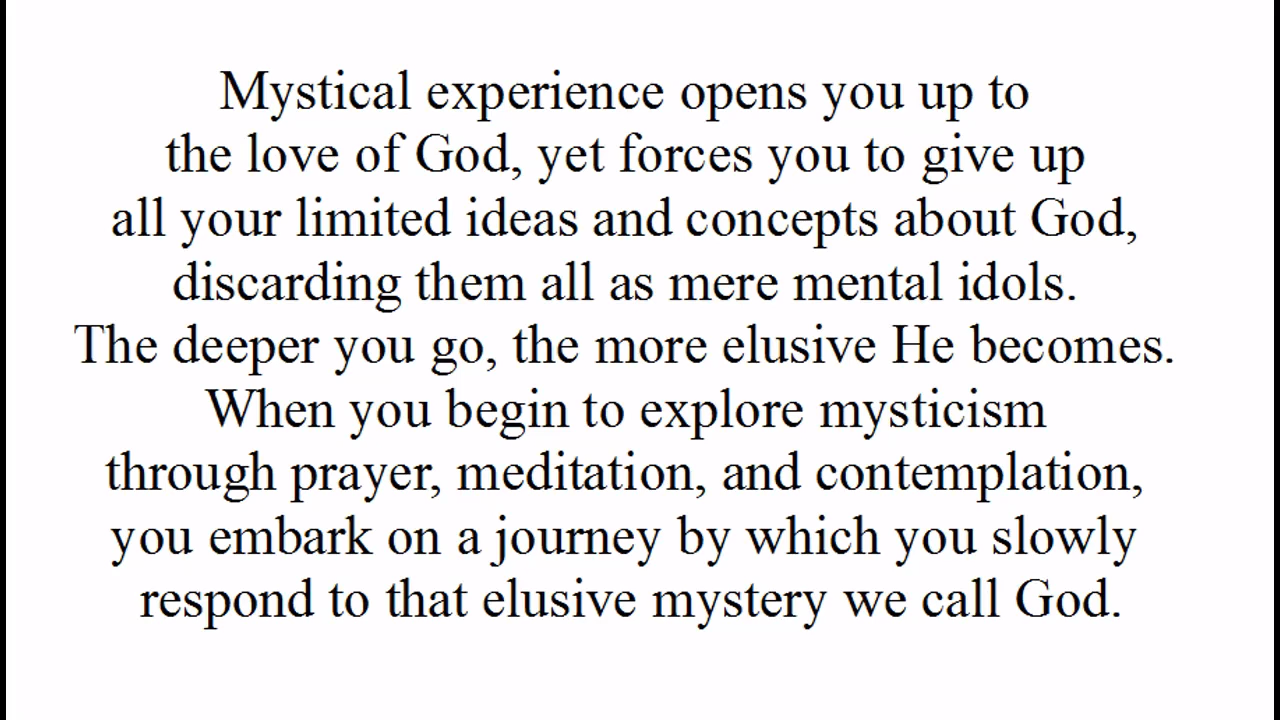 Mystical experience opens you up to
the love of God, yet forces you to give up
all your limited ideas and concepts about God,
discarding them all as mere mental idols.
The deeper you go, the more elusive He becomes.
When you begin to explore mysticism
through prayer, meditation, and contemplation,
you embark on a journey by which you slowly
respond to that elusive mystery we call God.